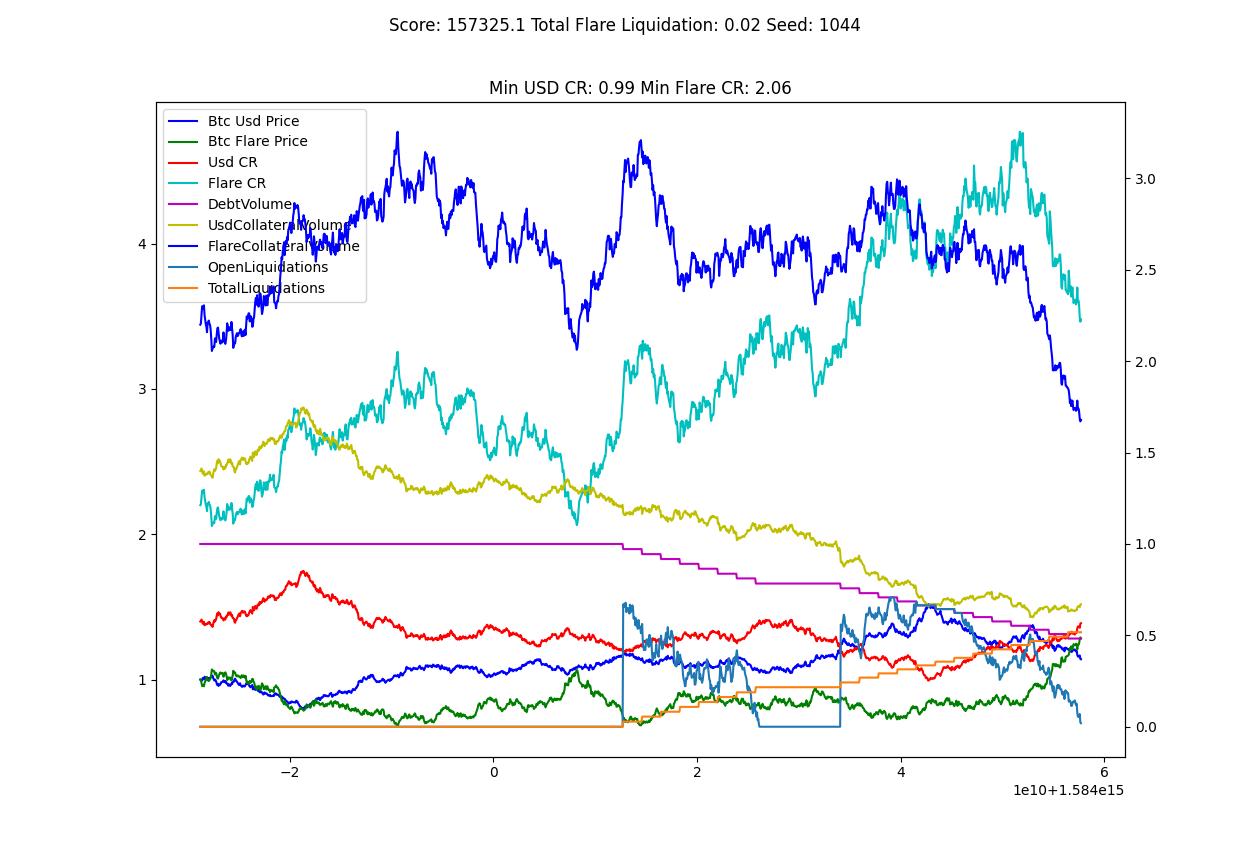 Score: 157325.1 Total Flare Liquidation: 0.02 Seed: 1044
Min USD CR: 0.99 Min Flare CR: 2.06
Btc Usd Price
Btc Flare Price
Usd CR
Flare CR
DebtVolume
UsdCollateralVolume
FlareCollateralVolume
OpenLiquidations
TotalLiquidations
4
3
2
1
3.0
2.5
2.0
1.5
1.0
0.5
0.0
−2
0
2
4
6
1e10+1.584e15